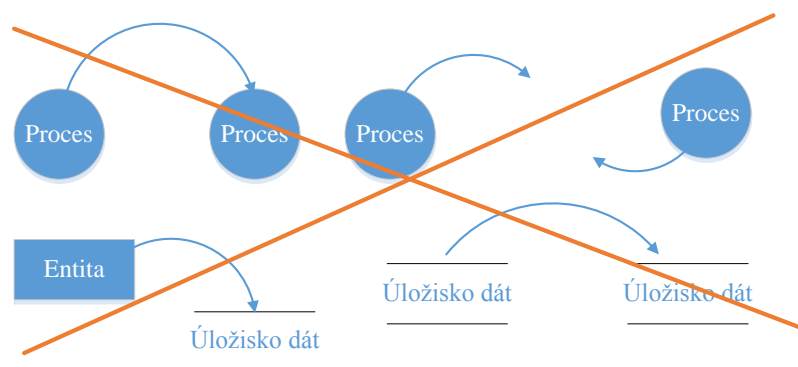 Proces
Proces
Proces
Proces
Entita
Úložisko dát
Úložisko dát
Úložisko dát